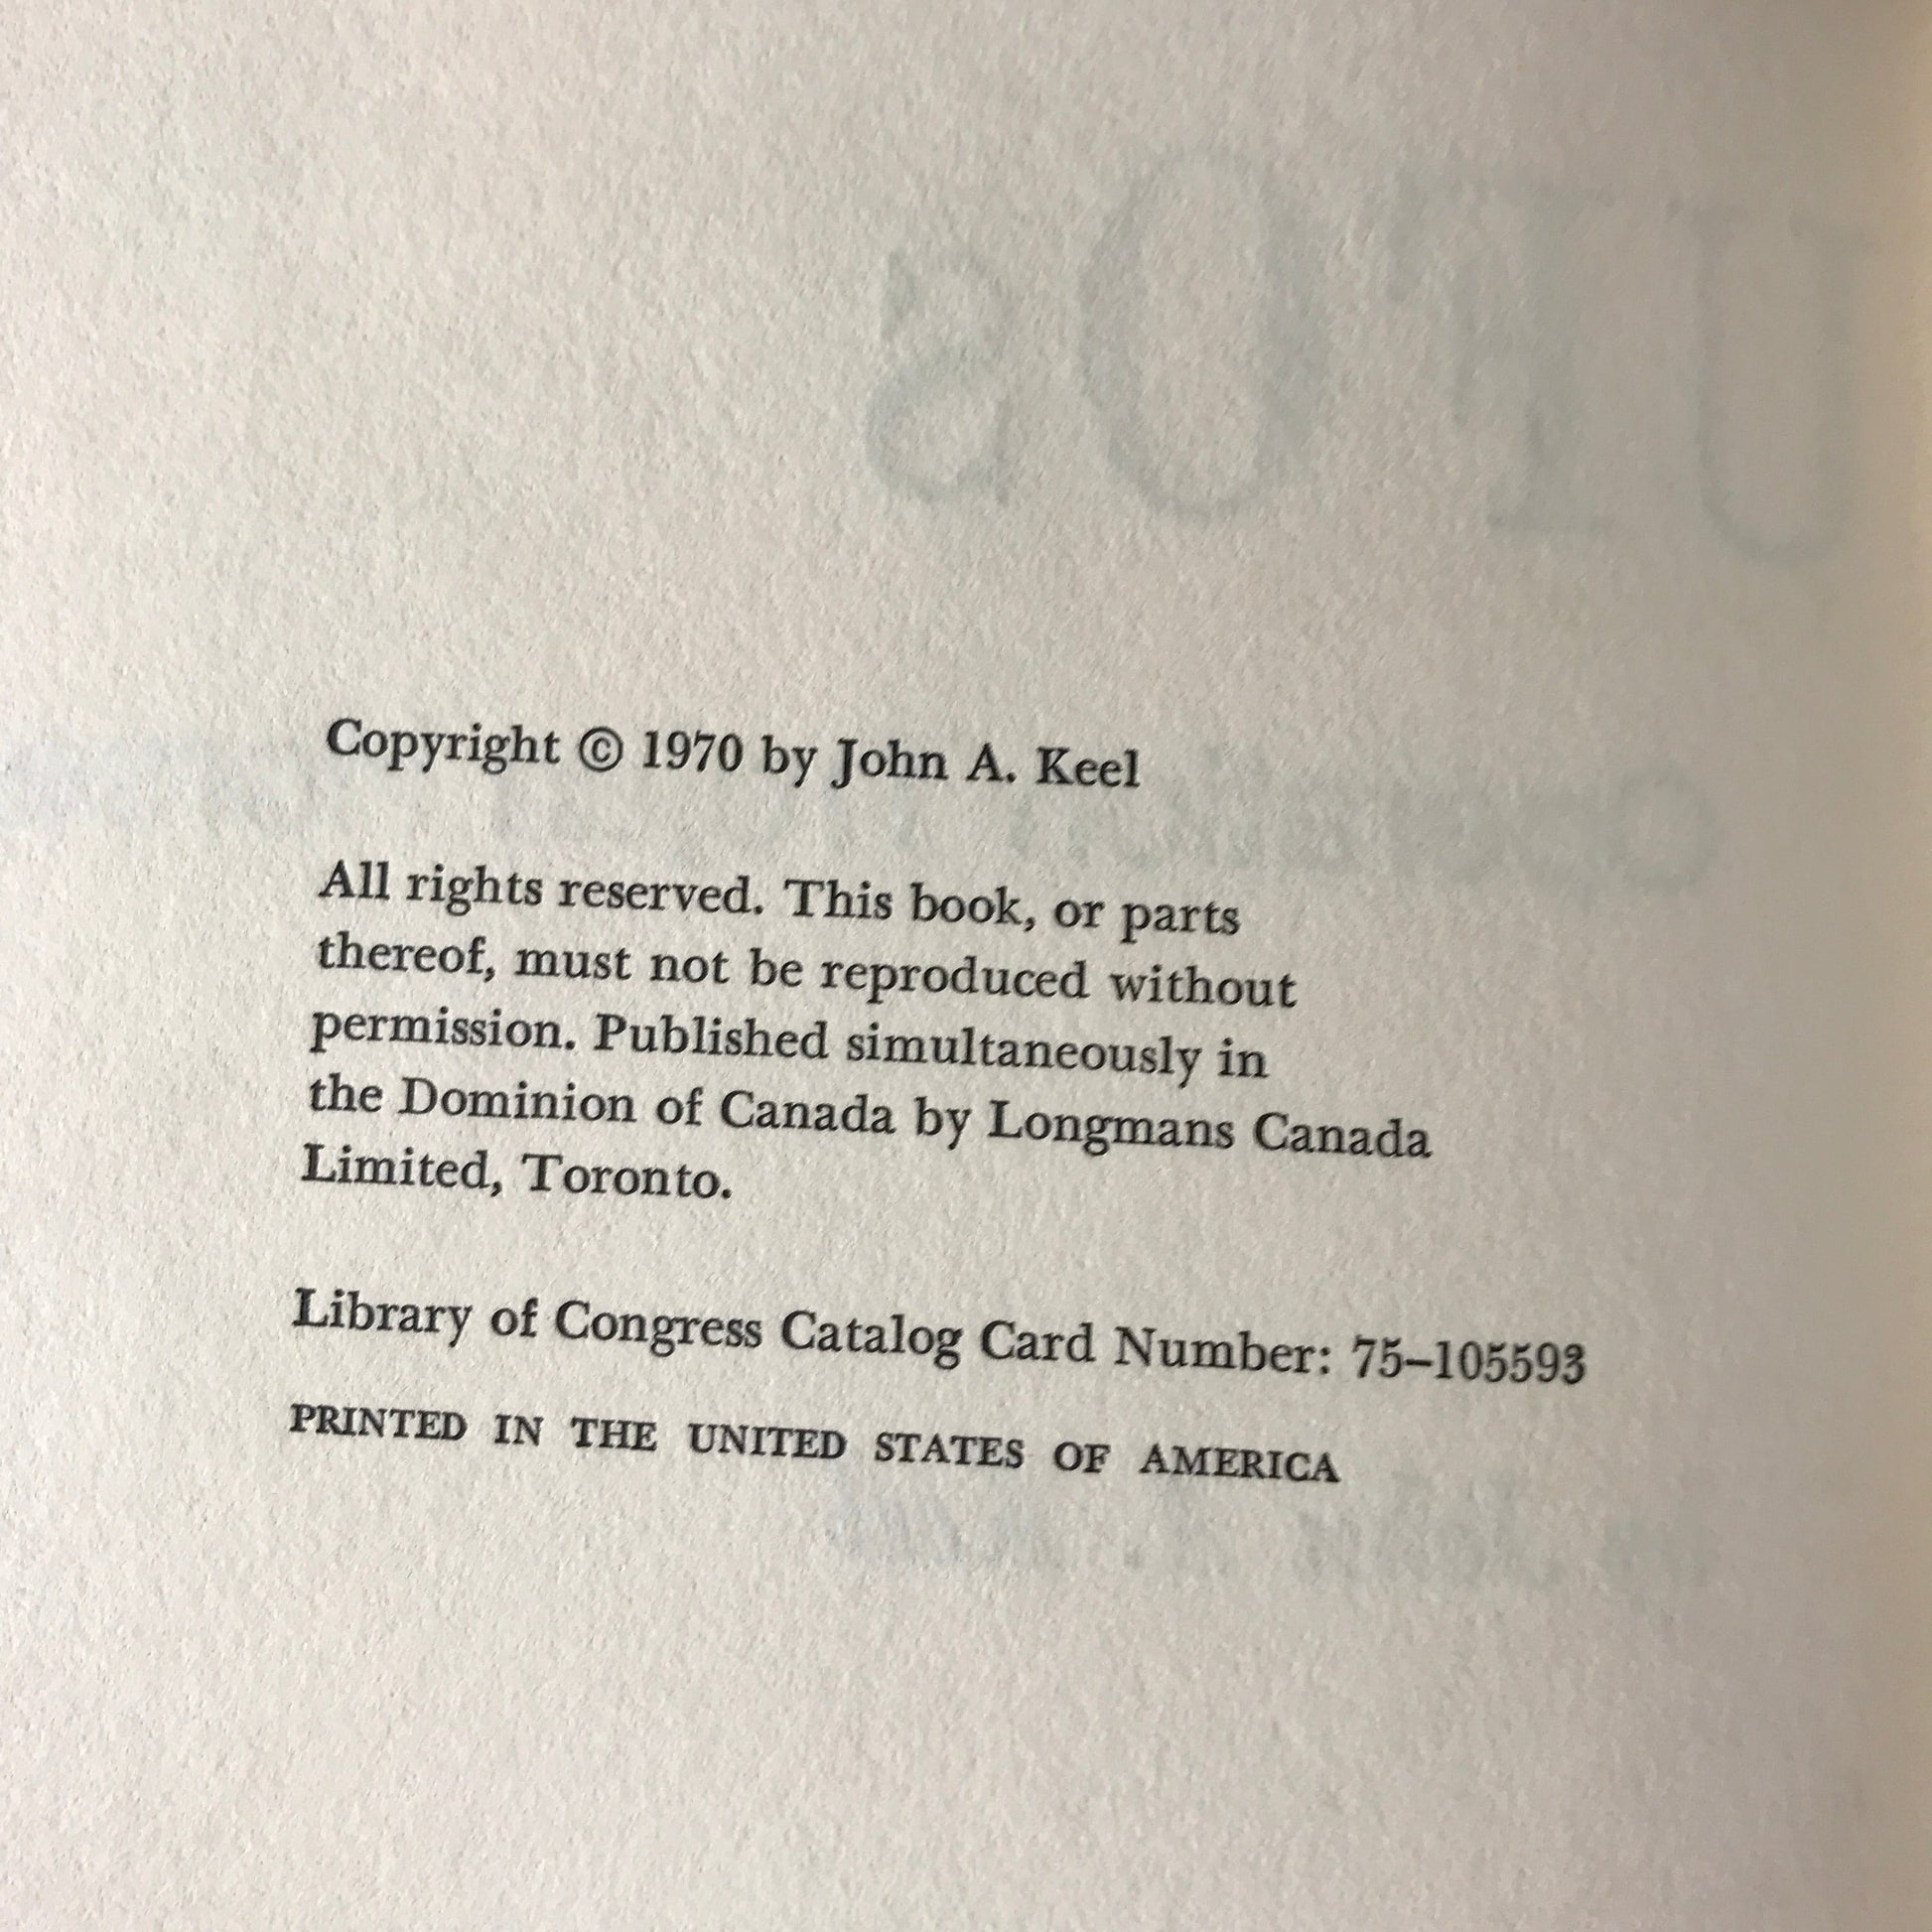 UFOs
Copyright © 1970 by John A. Keel
All rights reserved. This book, or parts
thereof, must not be reproduced without
permission. Published simultaneously in
the Dominion of Canada by Longmans Canada
Limited, Toronto.
Library of Congress Catalog Card Number: 75–105593
PRINTED IN THE UNITED STATES OF AMERICA